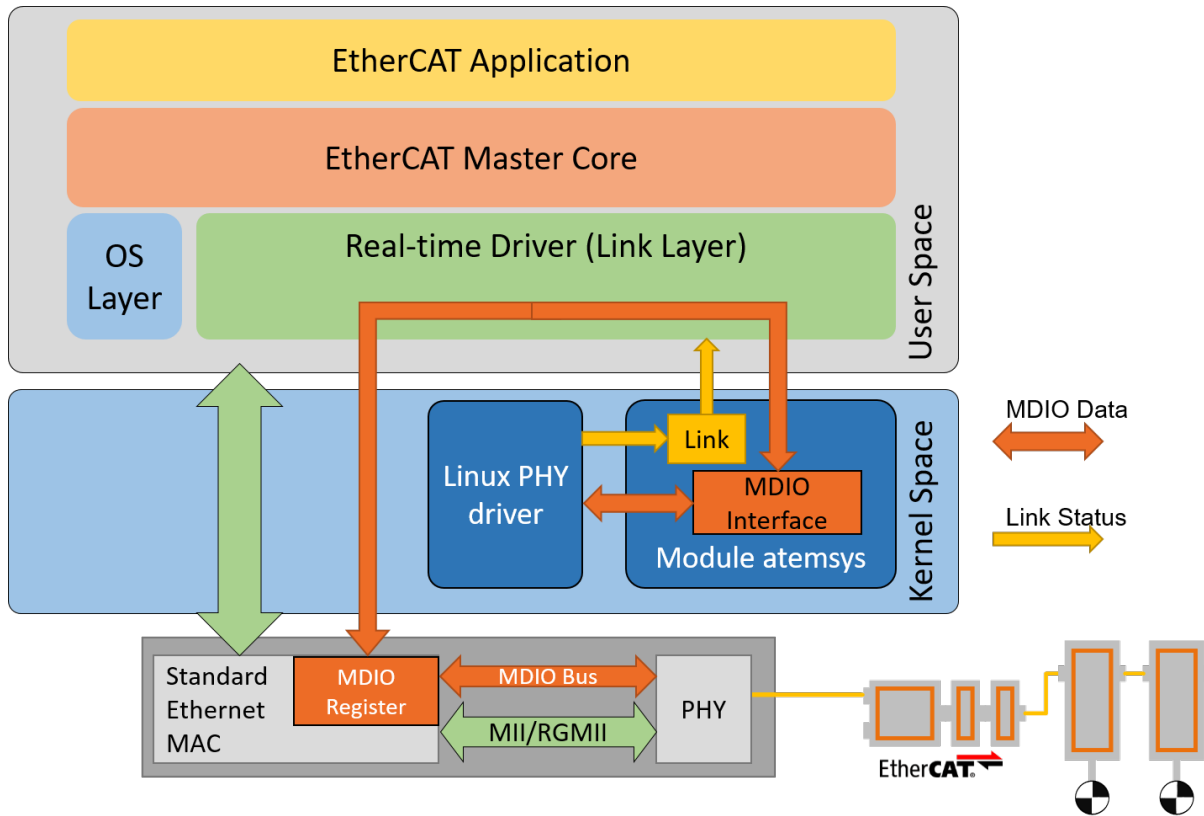 EtherCAT Application
EtherCAT Master Core
OS
Layer
Real-time Driver (Link Layer)
User Space
Linux PHY
driver
Link
MDIO
Interface
Module atemsys
Kernel Space
MDIO Data
Link Status
Standard
Ethernet
MAC
MDIO
Register
MDIO Bus
MII/RGMII
PHY
EtherCAT®